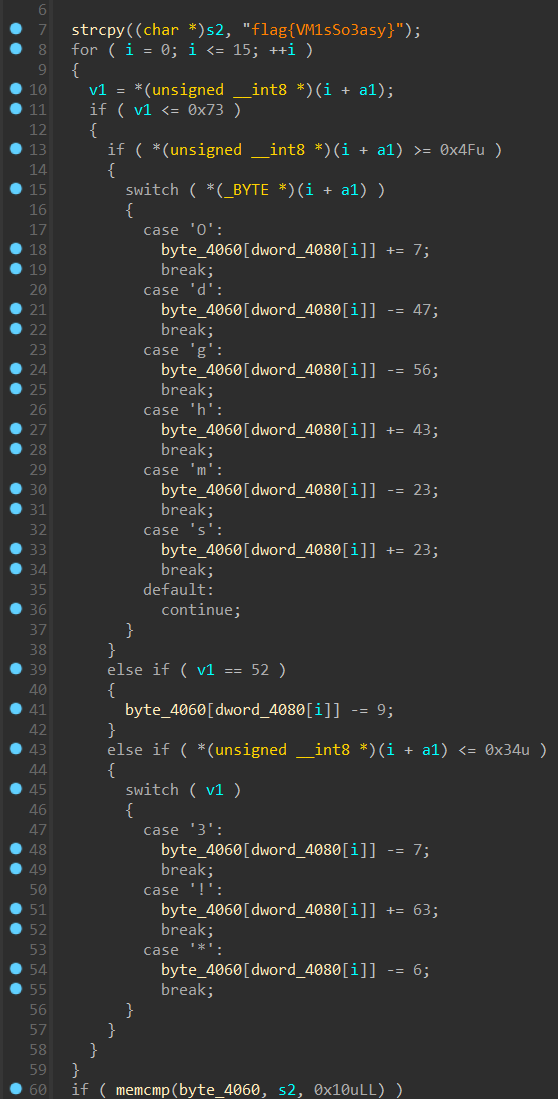 6
7 strcpy((char *)s2, "flag{VM1sSo3asy}");
8 for ( i = 0; i <= 15; ++i )
9 {
10 v1 = *(unsigned __int8 *)(i + a1);
11 if ( v1 <= 0x73 )
12 {
13 if ( *(unsigned __int8 *)(i + a1) >= 0x4Fu )
14 {
15 switch ( *(_BYTE *)(i + a1) )
16 {
17 case 'O':
18 byte_4060[dword_4080[i]] += 7;
19 break;
20 case 'd':
21 byte_4060[dword_4080[i]] -= 47;
22 break;
23 case 'g':
24 byte_4060[dword_4080[i]] -= 56;
25 break;
26 case 'h':
27 byte_4060[dword_4080[i]] += 43;
28 break;
29 case 'm':
30 byte_4060[dword_4080[i]] -= 23;
31 break;
32 case 's':
33 byte_4060[dword_4080[i]] += 23;
34 break;
35 default:
36 continue;
37 }
38 }
39 else if ( v1 == 52 )
40 {
41 byte_4060[dword_4080[i]] -= 9;
42 }
43 else if ( *(unsigned __int8 *)(i + a1) <= 0x34u )
44 {
45 switch ( v1 )
46 {
47 case '3':
48 byte_4060[dword_4080[i]] -= 7;
49 break;
50 case '!':
51 byte_4060[dword_4080[i]] += 63;
52 break;
53 case '*':
54 byte_4060[dword_4080[i]] -= 6;
55 break;
56 }
57 }
58 }
59 }
60 if ( memcmp(byte_4060, s2, 0x10uLL) )